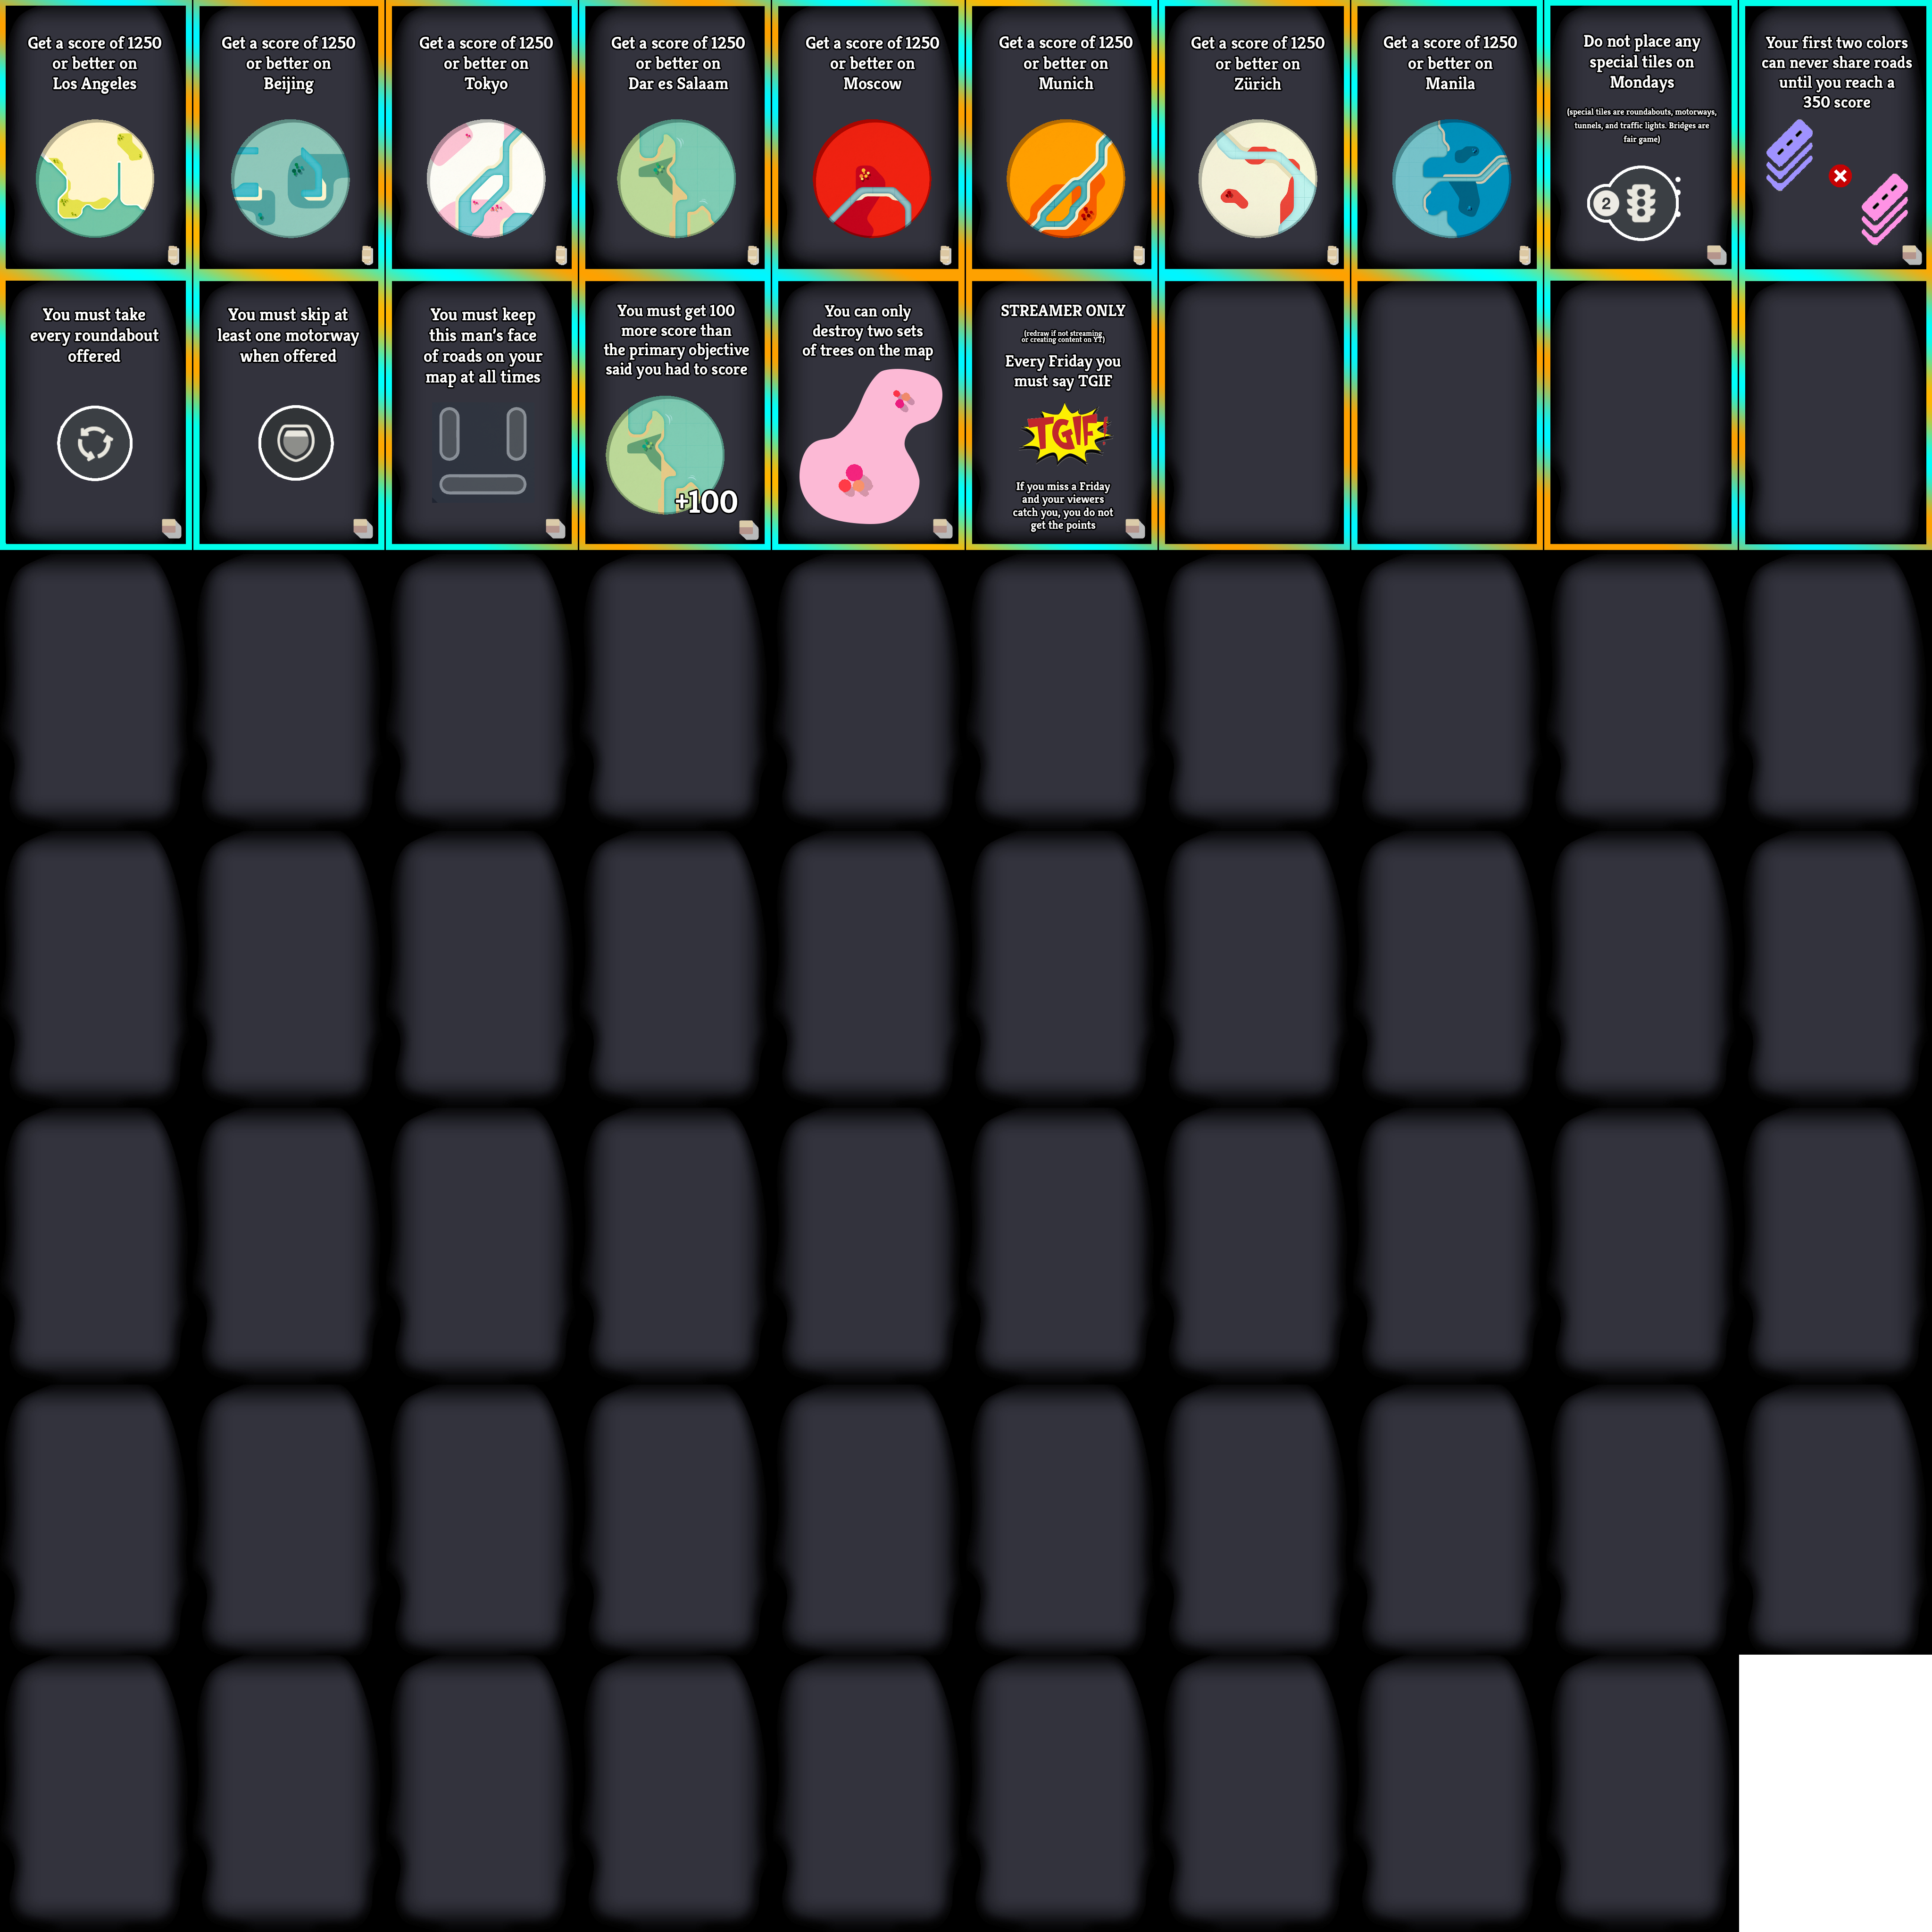 Get a score of 1250
or better on
Los Angeles
Get a score of 1250
or better on
Beijing
Get a score of 1250
or better on
Tokyo
Get a score of 1250
or better on
Dar es Salaam
Get a score of 1250
or better on
Moscow
Get a score of 1250
or better on
Munich
Get a score of 1250
or better on
Zürich
Get a score of 1250
or better on
Manila
Do not place any
special tiles on
Mondays
(special tiles are roundabouts, motorways,
tunnels, and traffic lights. Bridges are
fair game)
2
Your first two colors
can never share roads
until you reach a
350 score
You must take
every roundabout
offered
You must skip at
least one motorway
when offered
You must keep
this man's face
of roads on your
map at all times
You must get 100
more score than
the primary objective
said you had to score
+100
You can only
destroy two sets
of trees on the map
STREAMER ONLY
(redraw if not streaming
or creating content on YT)
Every Friday you
must say TGIF
TGIF!
If you miss a Friday
and your viewers
catch you, you do not
get the points